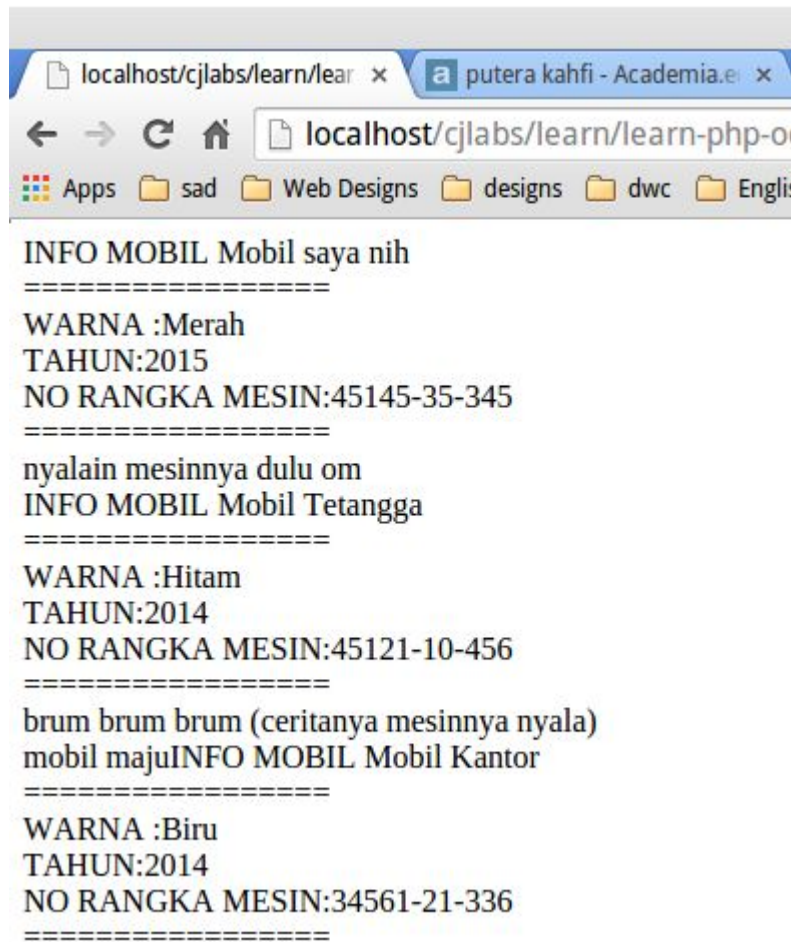 localhost/cjlabs/learn/lear
putera kahfi - Academia.e
localhost/cjlabs/learn/learn-php-o
Apps sad Web Designs designs dwc Englis
INFO MOBIL Mobil saya nih
=================
WARNA :Merah
TAHUN:2015
NO RANGKA MESIN:45145-35-345
=================
nyalain mesinnya dulu om
INFO MOBIL Mobil Tetangga
=================
WARNA :Hitam
TAHUN:2014
NO RANGKA MESIN:45121-10-456
=================
brum brum brum (ceritanya mesinnya nyala)
mobil majuINFO MOBIL Mobil Kantor
=================
WARNA :Biru
TAHUN:2014
NO RANGKA MESIN:34561-21-336
=================